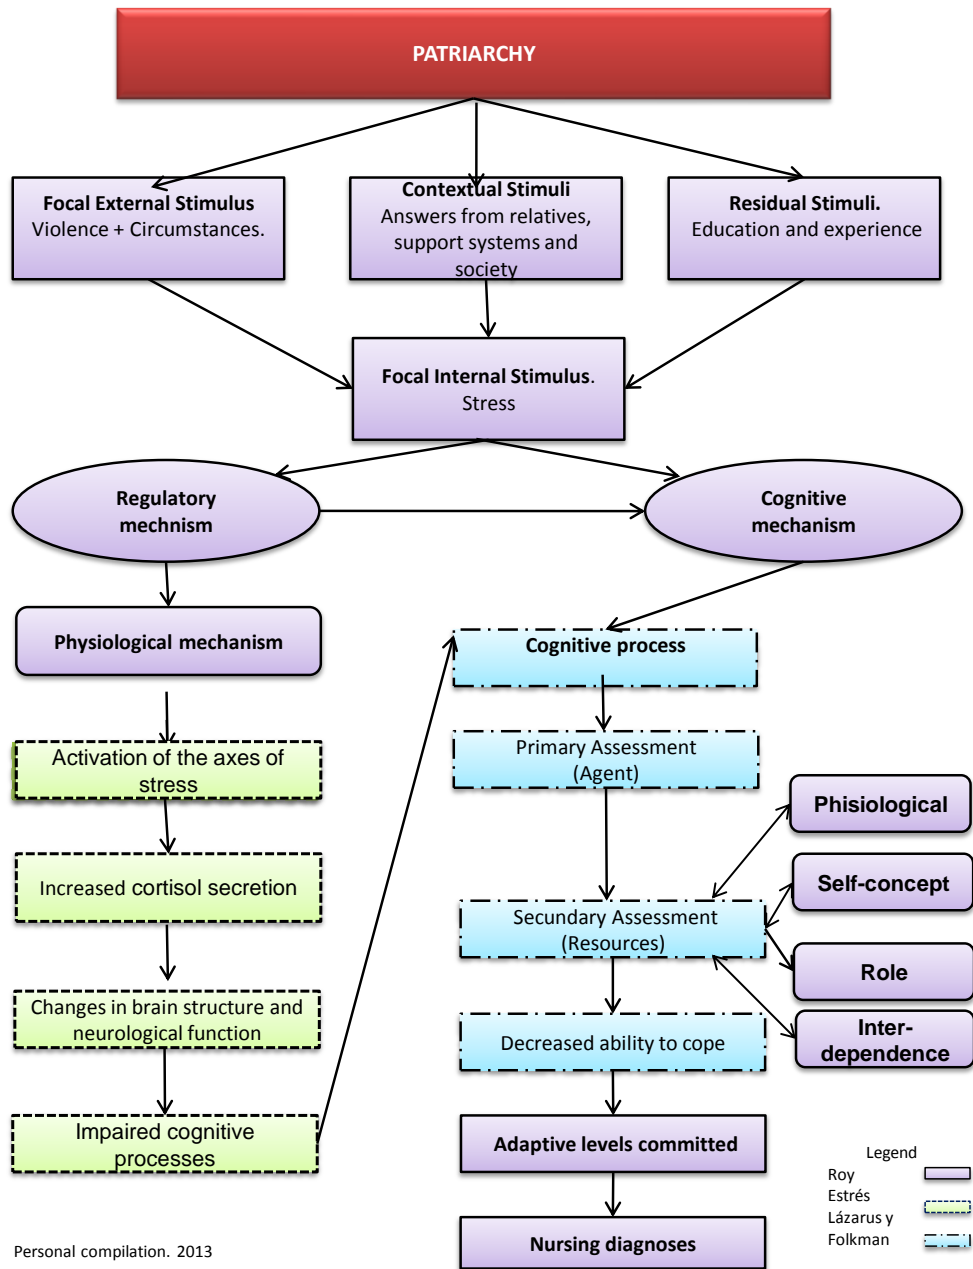 PATRIARCHY
Focal External Stimulus
Violence + Circumstances.
Contextual Stimuli
Answers from relatives,
support systems and
society
Residual Stimuli.
Education and experience
Focal Internal Stimulus.
Stress
Regulatory
mechnism
Cognitive
mechanism
Physiological mechanism
Cognitive process
Activation of the axes of
stress
Primary Assessment
(Agent)
Phisiological
Increased cortisol secretion
Self-concept
Secundary Assessment
(Resources)
Role
Changes in brain structure and
neurological function
Decreased ability to cope
Inter-
dependence
Impaired cognitive
processes
Adaptive levels committed
Nursing diagnoses
Legend
Roy
Estrés
Lázarus y
Folkman
Personal compilation. 2013